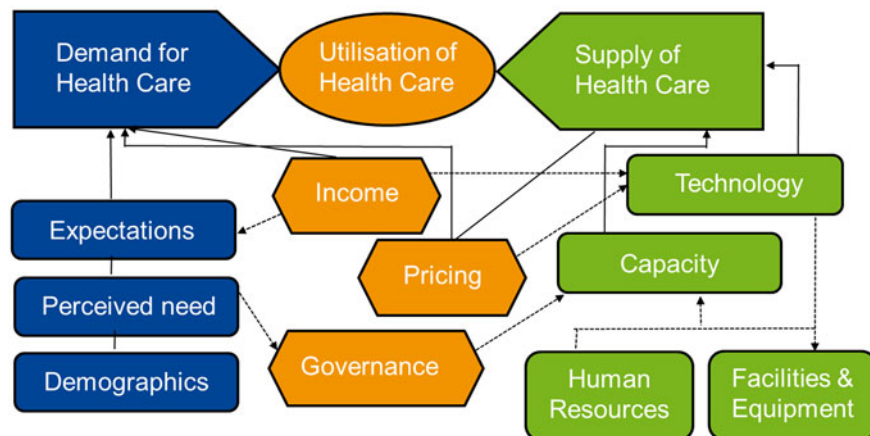 Demand for
Health Care
Utilisation of
Health Care
Supply of
Health Care
Income
Technology
Expectations
Pricing
Capacity
Perceived need
Governance
Demographics
Human
Resources
Facilities &
Equipment